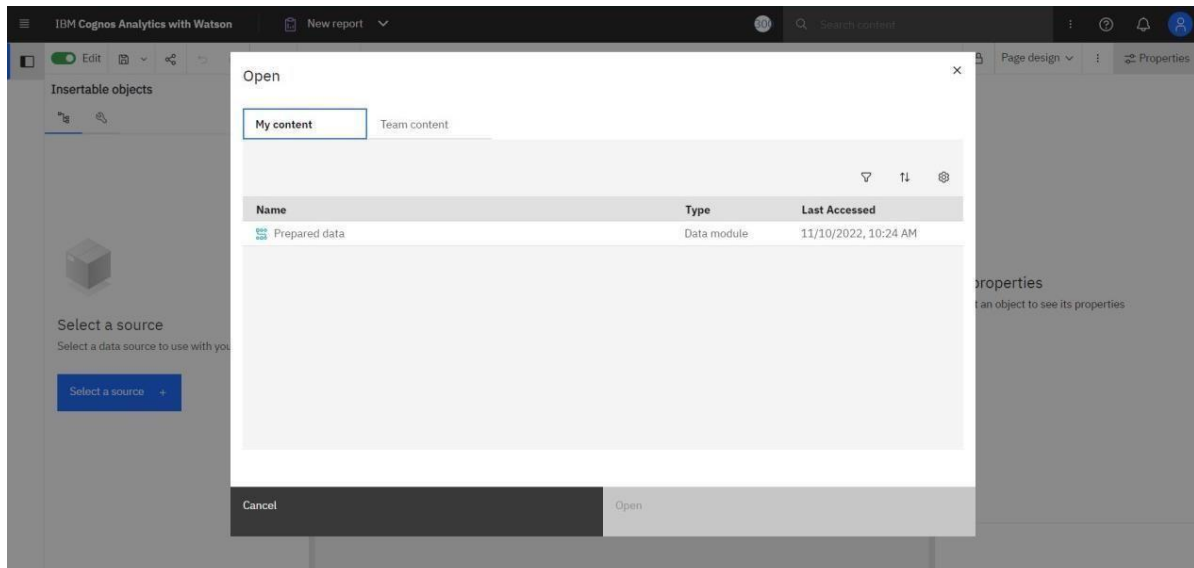 IBM Cognos Analytics with Watson
New report
Search content
Edit
Page design
Properties
Insertable objects
Open
My content
Team content
Name Type Last Accessed
Prepared data Data module 11/10/2022, 10:24 AM
Select a source
Select a data source to use with you
Select a source +
properties
t an object to see its properties
Cancel
Open